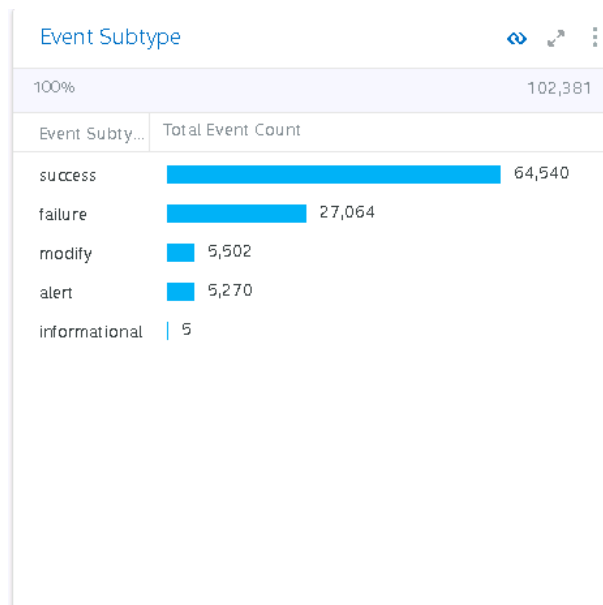 Event Subtype
100% 102,381
Event Subty... Total Event Count
success 64,540
failure 27,064
modify 5,502
alert 5,270
informational 5